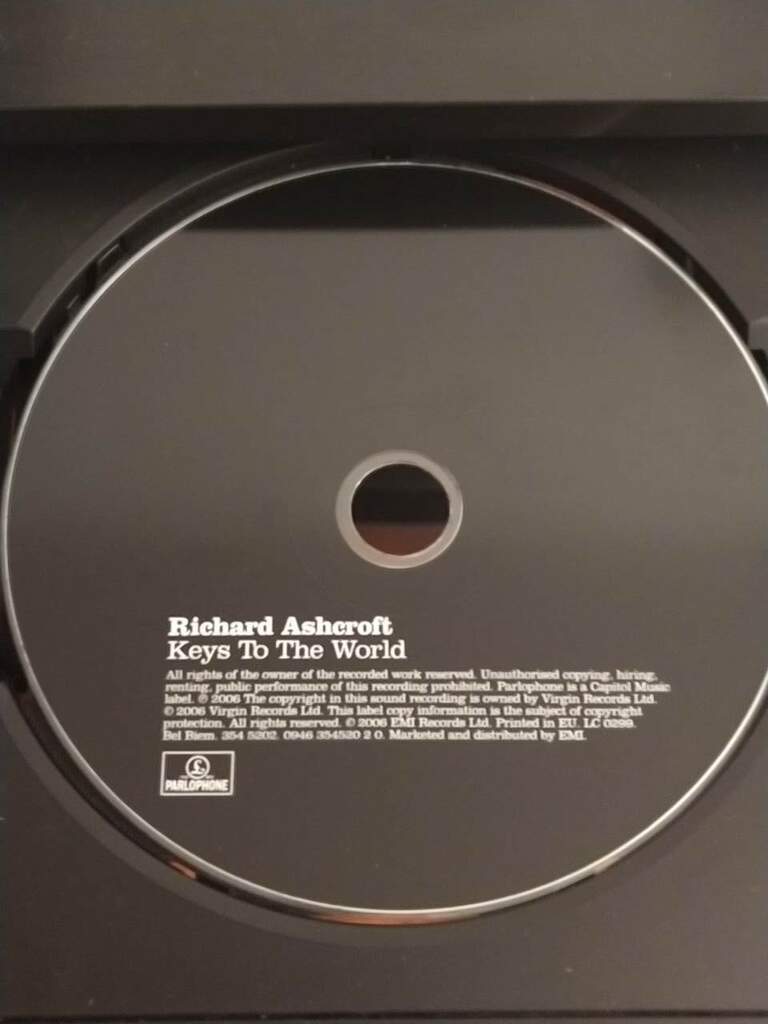 Richard Ashcroft
Keys To The World
All rights of the owner of the recorded work reserved. Unauthorised copying, hiring,
renting, public performance of this recording prohibited. Parlophone is a Capitol Music
label. ℗ 2006 The copyright in this sound recording is owned by Virgin Records Ltd.
© 2006 Virgin Records Ltd. This label copy information is the subject of copyright
protection. All rights reserved. © 2006 EMI Records Ltd. Printed in EU. LC 0299.
Bel Biem. 354 5202. 0946 354520 2 0. Marketed and distributed by EMI.
PARLOPHONE